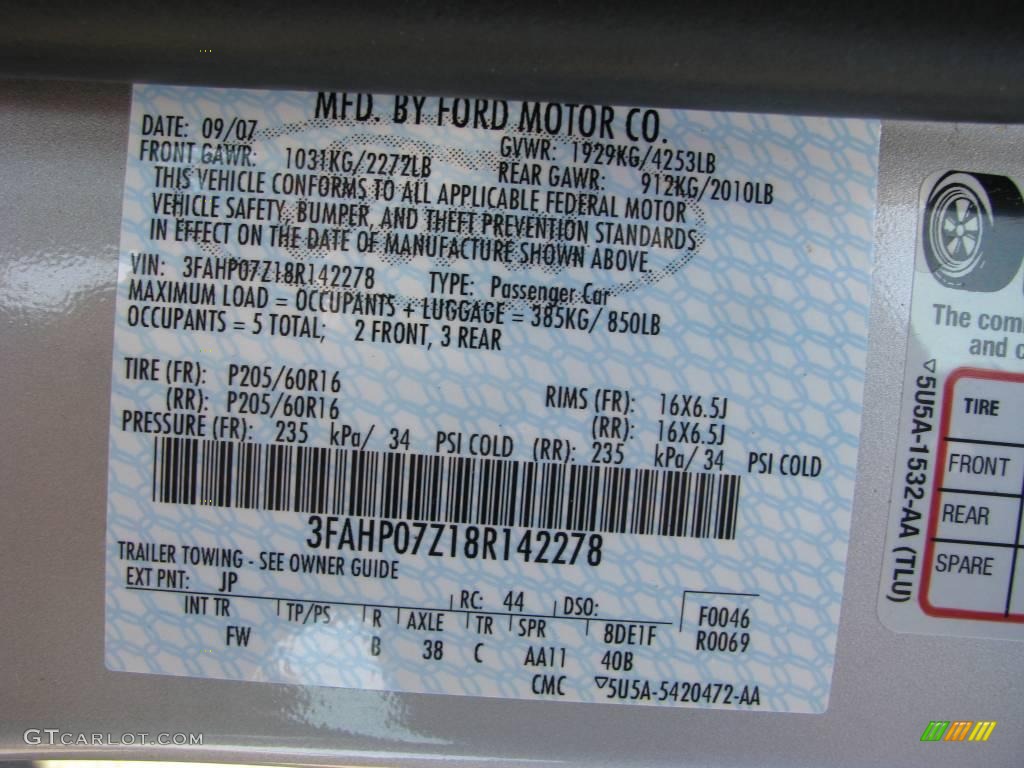 MFD. BY FORD MOTOR CO.
DATE: 09/07
GVWR: 1929KG/4253LB
FRONT GAWR: 1031KG/2272LB
REAR GAWR: 912KG/2010LB
THIS VEHICLE CONFORMS TO ALL APPLICABLE FEDERAL MOTOR
VEHICLE SAFETY, BUMPER, AND THEFT PREVENTION STANDARDS
IN EFFECT ON THE DATE OF MANUFACTURE SHOWN ABOVE.
VIN: 3FAHP07Z18R142278 TYPE: Passenger Car
MAXIMUM LOAD = OCCUPANTS + LUGGAGE = 385KG/ 850LB
OCCUPANTS = 5 TOTAL; 2 FRONT, 3 REAR
TIRE (FR): P205/60R16 RIMS (FR): 16X6.5J
(RR): P205/60R16 (RR): 16X6.5J
PRESSURE (FR): 235 kPa/ 34 PSI COLD (RR): 235 kPa/ 34 PSI COLD
3FAHP07Z18R142278
TRAILER TOWING - SEE OWNER GUIDE
EXT PNT: JP RC: 44 DSO: F0046
INT TR TP/PS R AXLE TR SPR 8DE1F R0069
FW B 38 C AA11 40B
CMC 5U5A-5420472-AA
The com
and c
5U5A-1532-AA (TLU)
TIRE
FRONT
REAR
SPARE
GTCARLOT.COM